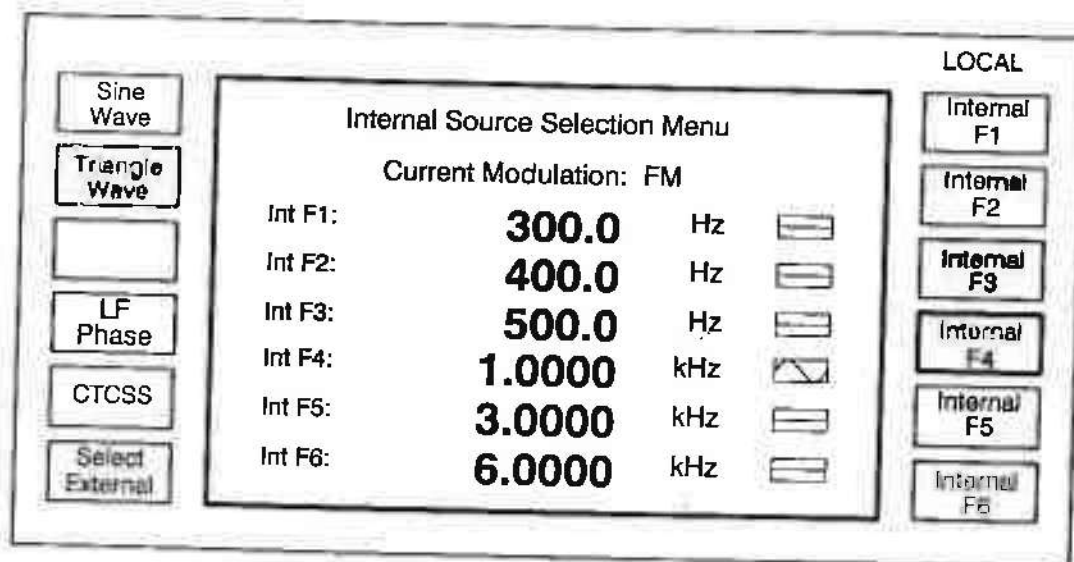 LOCAL
Sine
Wave
Triangle
Wave
LF
Phase
CTCSS
Select
External
Internal Source Selection Menu
Current Modulation: FM
Int F1: 300.0 Hz
Int F2: 400.0 Hz
Int F3: 500.0 Hz
Int F4: 1.0000 kHz
Int F5: 3.0000 kHz
Int F6: 6.0000 kHz
Internal
F1
Internal
F2
Internal
F3
Internal
F4
Internal
F5
Internal
F6